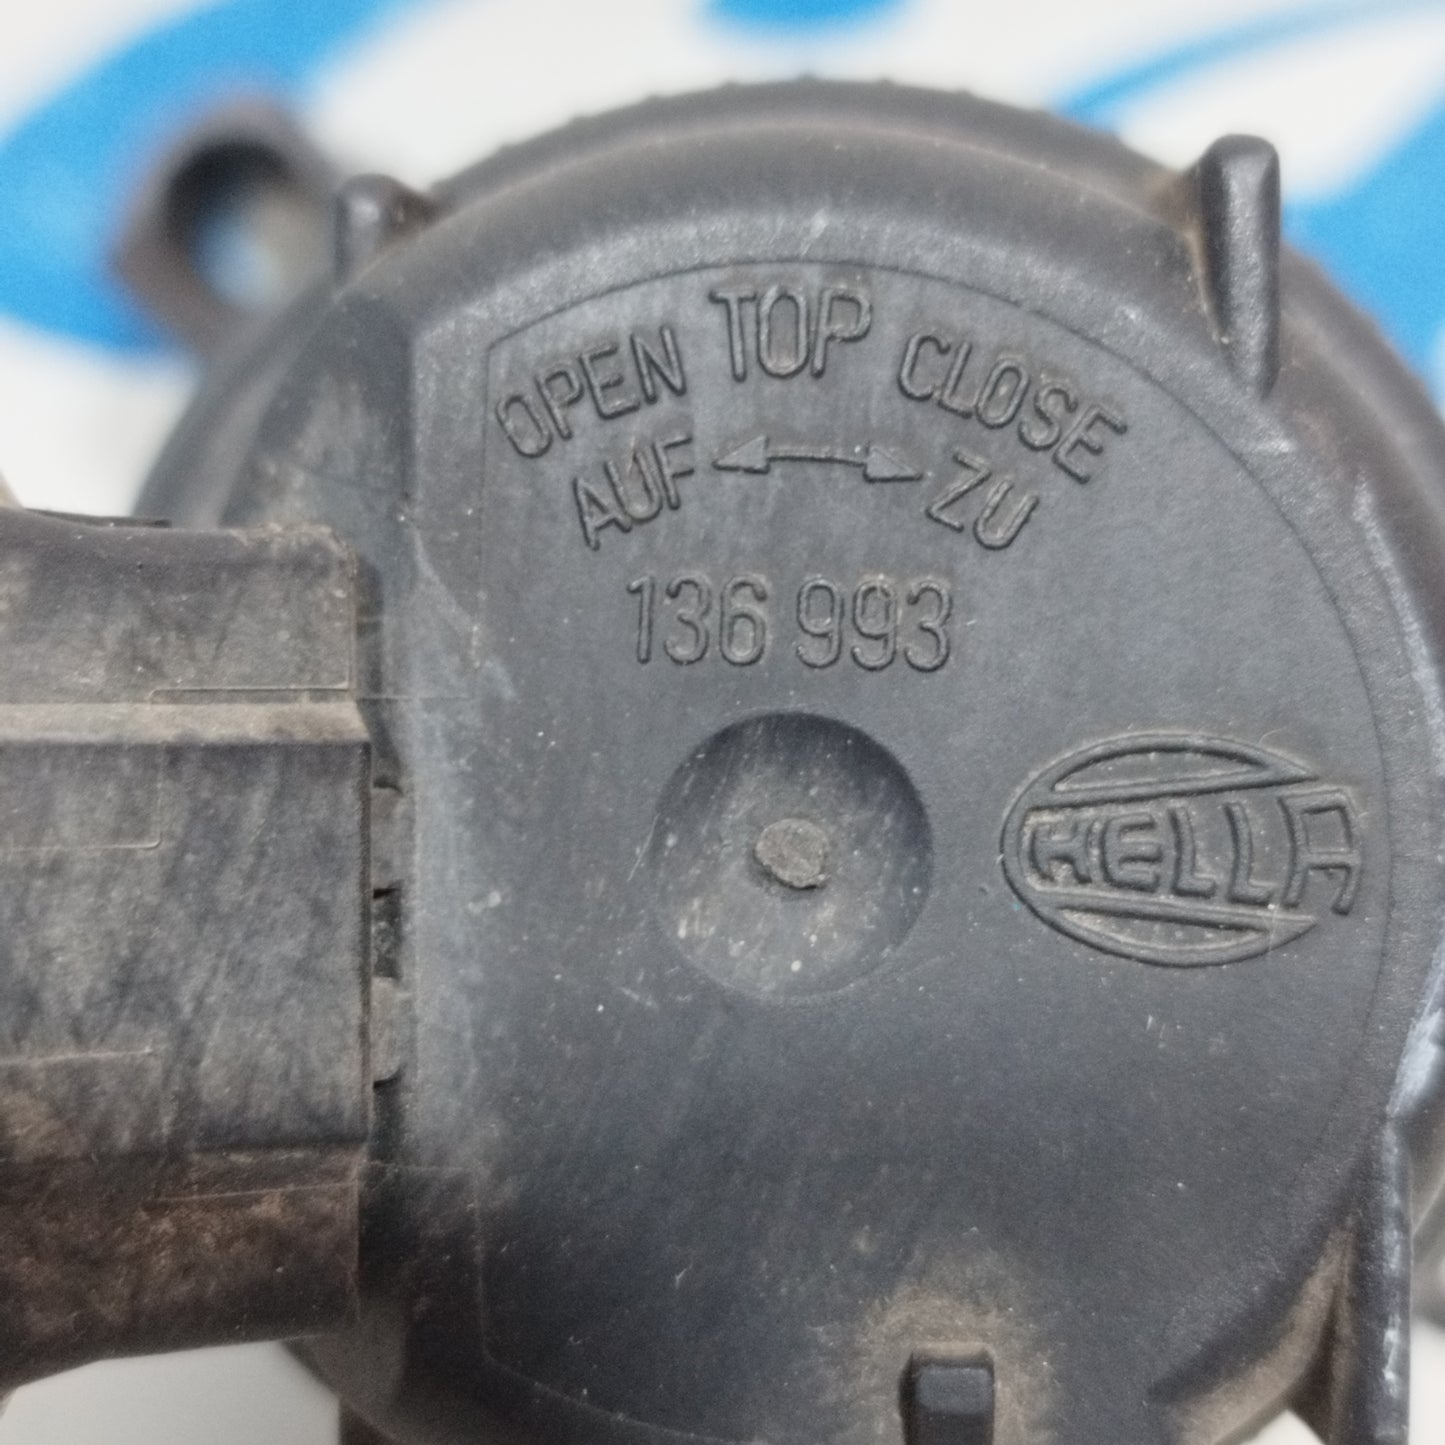 OPEN TOP CLOSE
AUF ZU
136 993
HELLA